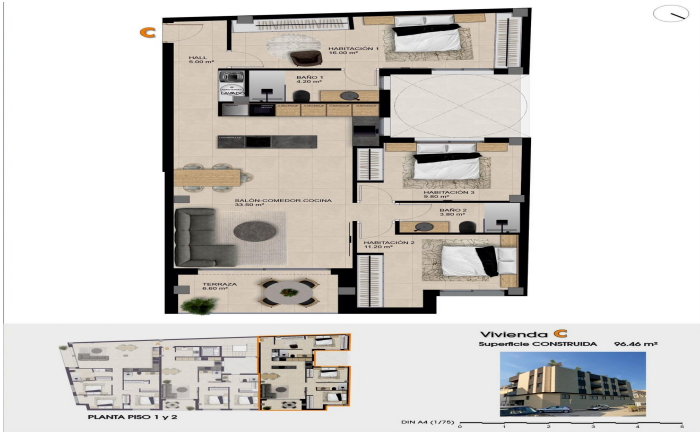 C
HALL
5.00 m²
HABITACIÓN 1
15.00 m²
BAÑO 1
4.20 m²
LAVADO
HABITACIÓN 3
9.80 m²
SALÓN-COMEDOR COCINA
33.50 m²
BAÑO 2
3.80 m²
HABITACIÓN 2
11.20 m²
TERRAZA
6.60 m²
Vivienda C
Superficie CONSTRUIDA 96.46 m²
PLANTA PISO 1 y 2
DIN A4 (1/75)
0 1 2 3 4 5